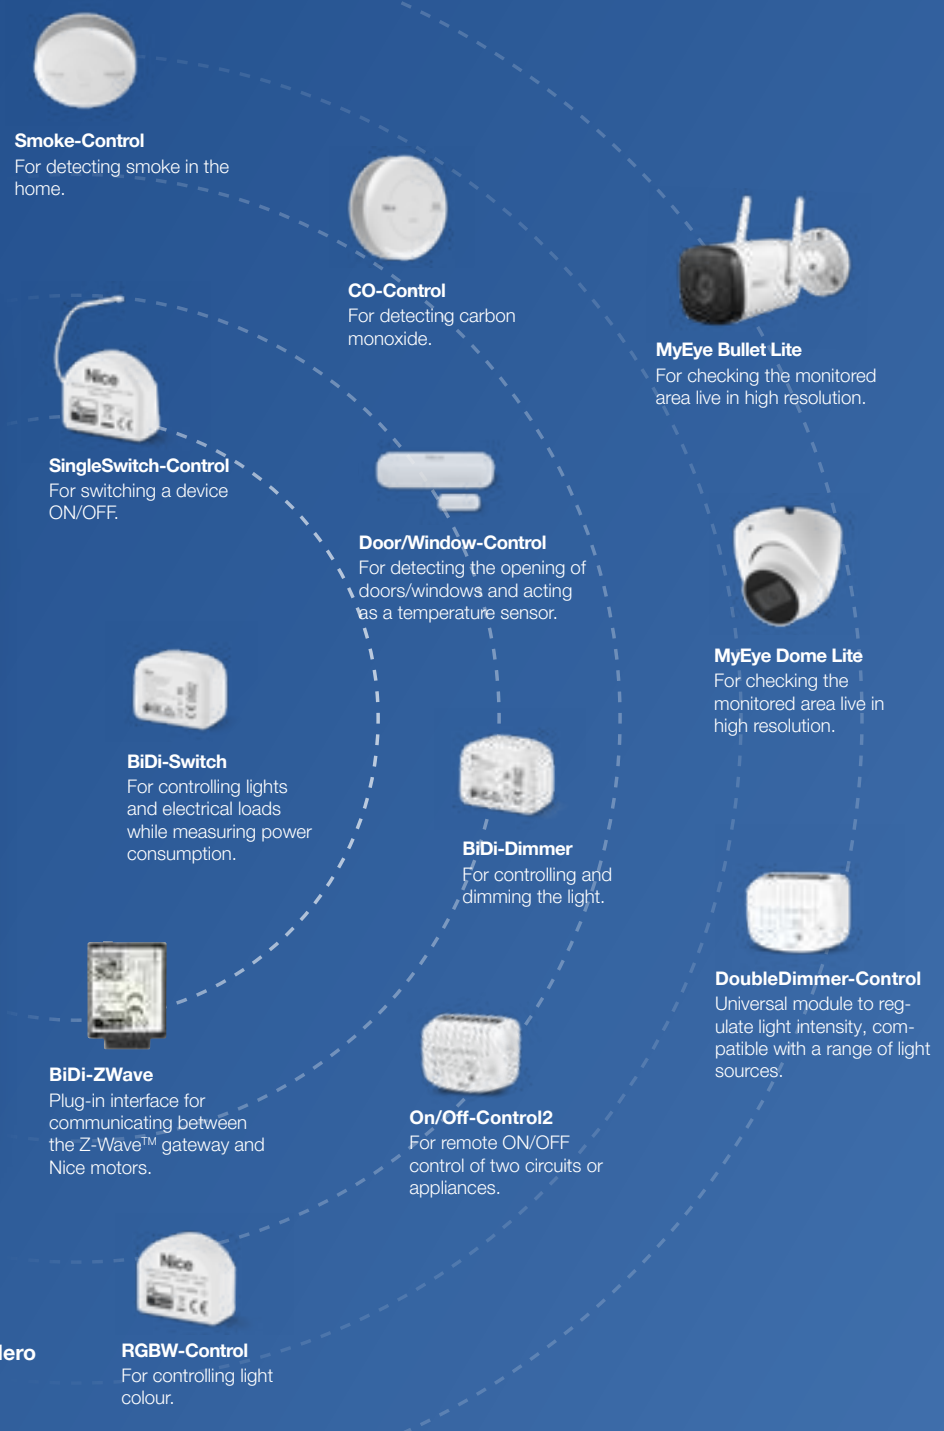 Smoke-Control
For detecting smoke in the
home.
CO-Control
For detecting carbon
monoxide.
MyEye Bullet Lite
For checking the monitored
area live in high resolution.
Nice
SingleSwitch-Control
For switching a device
ON/OFF.
Door/Window-Control
For detecting the opening of
doors/windows and acting
as a temperature sensor.
MyEye Dome Lite
For checking the
monitored area live in
high resolution.
BiDi-Switch
For controlling lights
and electrical loads
while measuring power
consumption.
BiDi-Dimmer
For controlling and
dimming the light.
DoubleDimmer-Control
Universal module to reg-
ulate light intensity, com-
patible with a range of light
sources.
BiDi-ZWave
Plug-in interface for
communicating between
the Z-Wave™ gateway and
Nice motors.
On/Off-Control2
For remote ON/OFF
control of two circuits or
appliances.
Nice
RGBW-Control
For controlling light
colour.